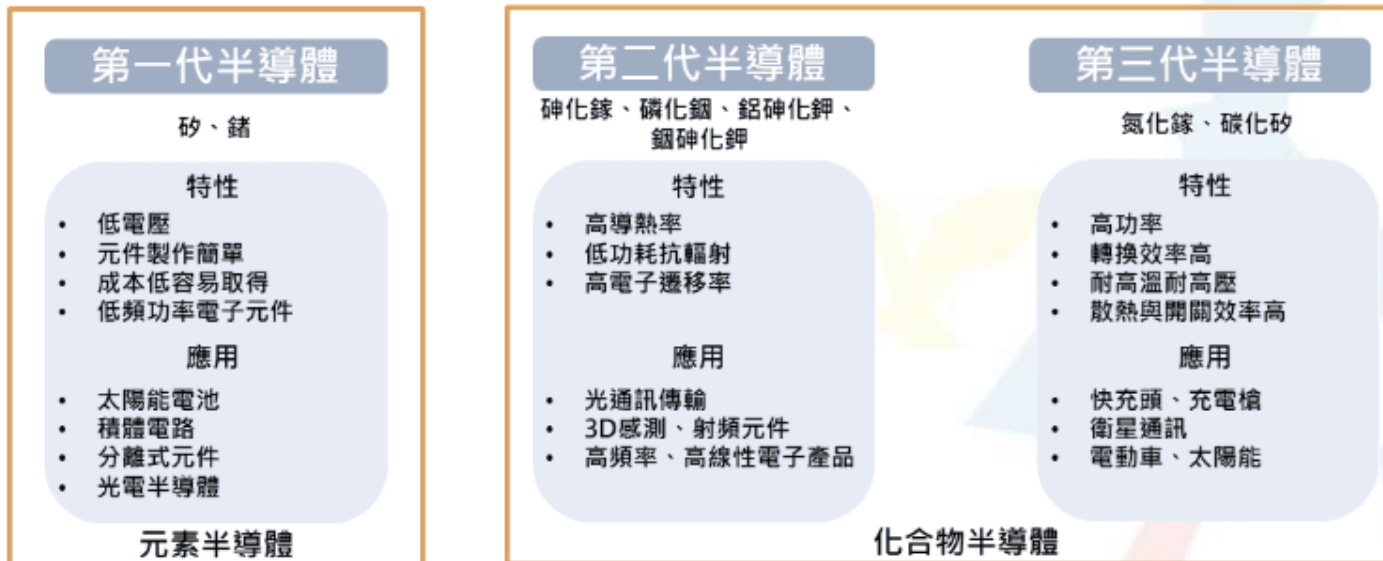 第一代半導體
矽、鍺
特性
• 低電壓
• 元件製作簡單
• 成本低容易取得
• 低頻功率電子元件
應用
• 太陽能電池
• 積體電路
• 分離式元件
• 光電半導體
元素半導體
第二代半導體
砷化鎵、磷化銦、鋁砷化鉀、
銦砷化鉀
特性
• 高導熱率
• 低功耗抗輻射
• 高電子遷移率
應用
• 光通訊傳輸
• 3D感測、射頻元件
• 高頻率、高線性電子產品
第三代半導體
氮化鎵、碳化矽
特性
• 高功率
• 轉換效率高
• 耐高溫耐高壓
• 散熱與開關效率高
應用
• 快充頭、充電槍
• 衛星通訊
• 電動車、太陽能
化合物半導體